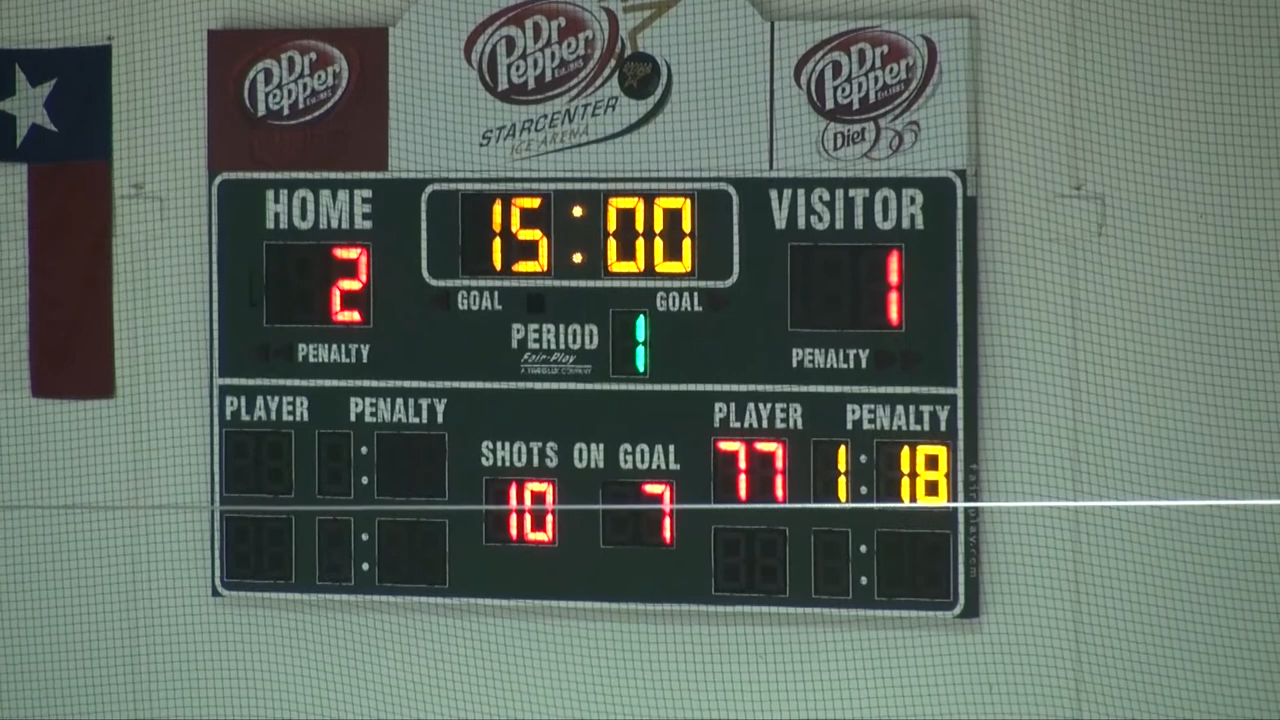 Dr Pepper
Dr Pepper
STARCENTER
ICE ARENA
Dr Pepper
Diet
HOME
15:00
VISITOR
2
1
GOAL
GOAL
PERIOD 1
Fair-Play
PENALTY
PENALTY
PLAYER PENALTY
PLAYER PENALTY
SHOTS ON GOAL
77 1:18
10 7
fairplay.com